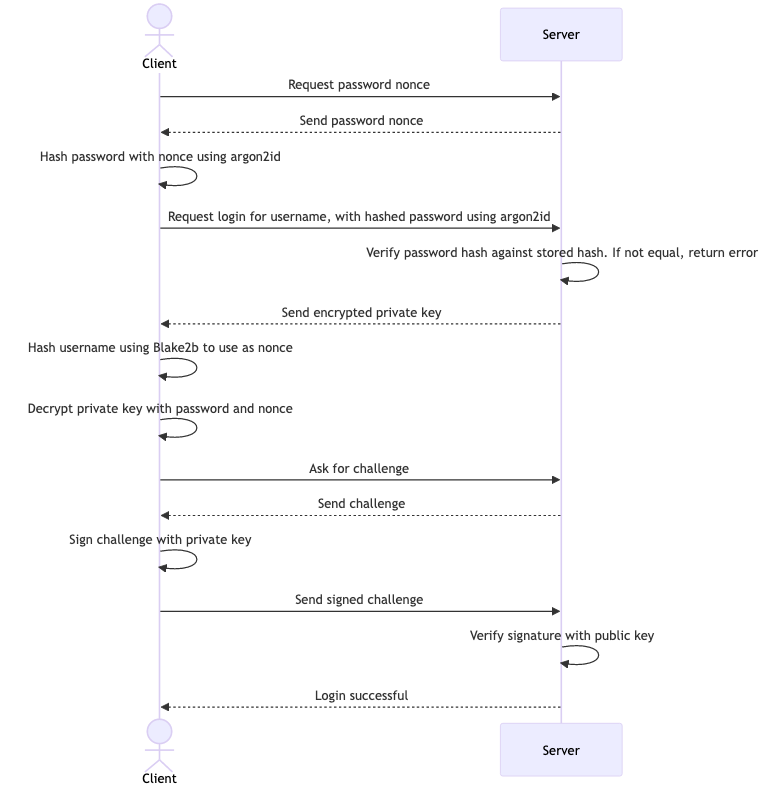 Client
Server
Request password nonce
Send password nonce
Hash password with nonce using argon2id
Request login for username, with hashed password using argon2id
Verify password hash against stored hash. If not equal, return error
Send encrypted private key
Hash username using Blake2b to use as nonce
Decrypt private key with password and nonce
Ask for challenge
Send challenge
Sign challenge with private key
Send signed challenge
Verify signature with public key
Login successful
Client
Server